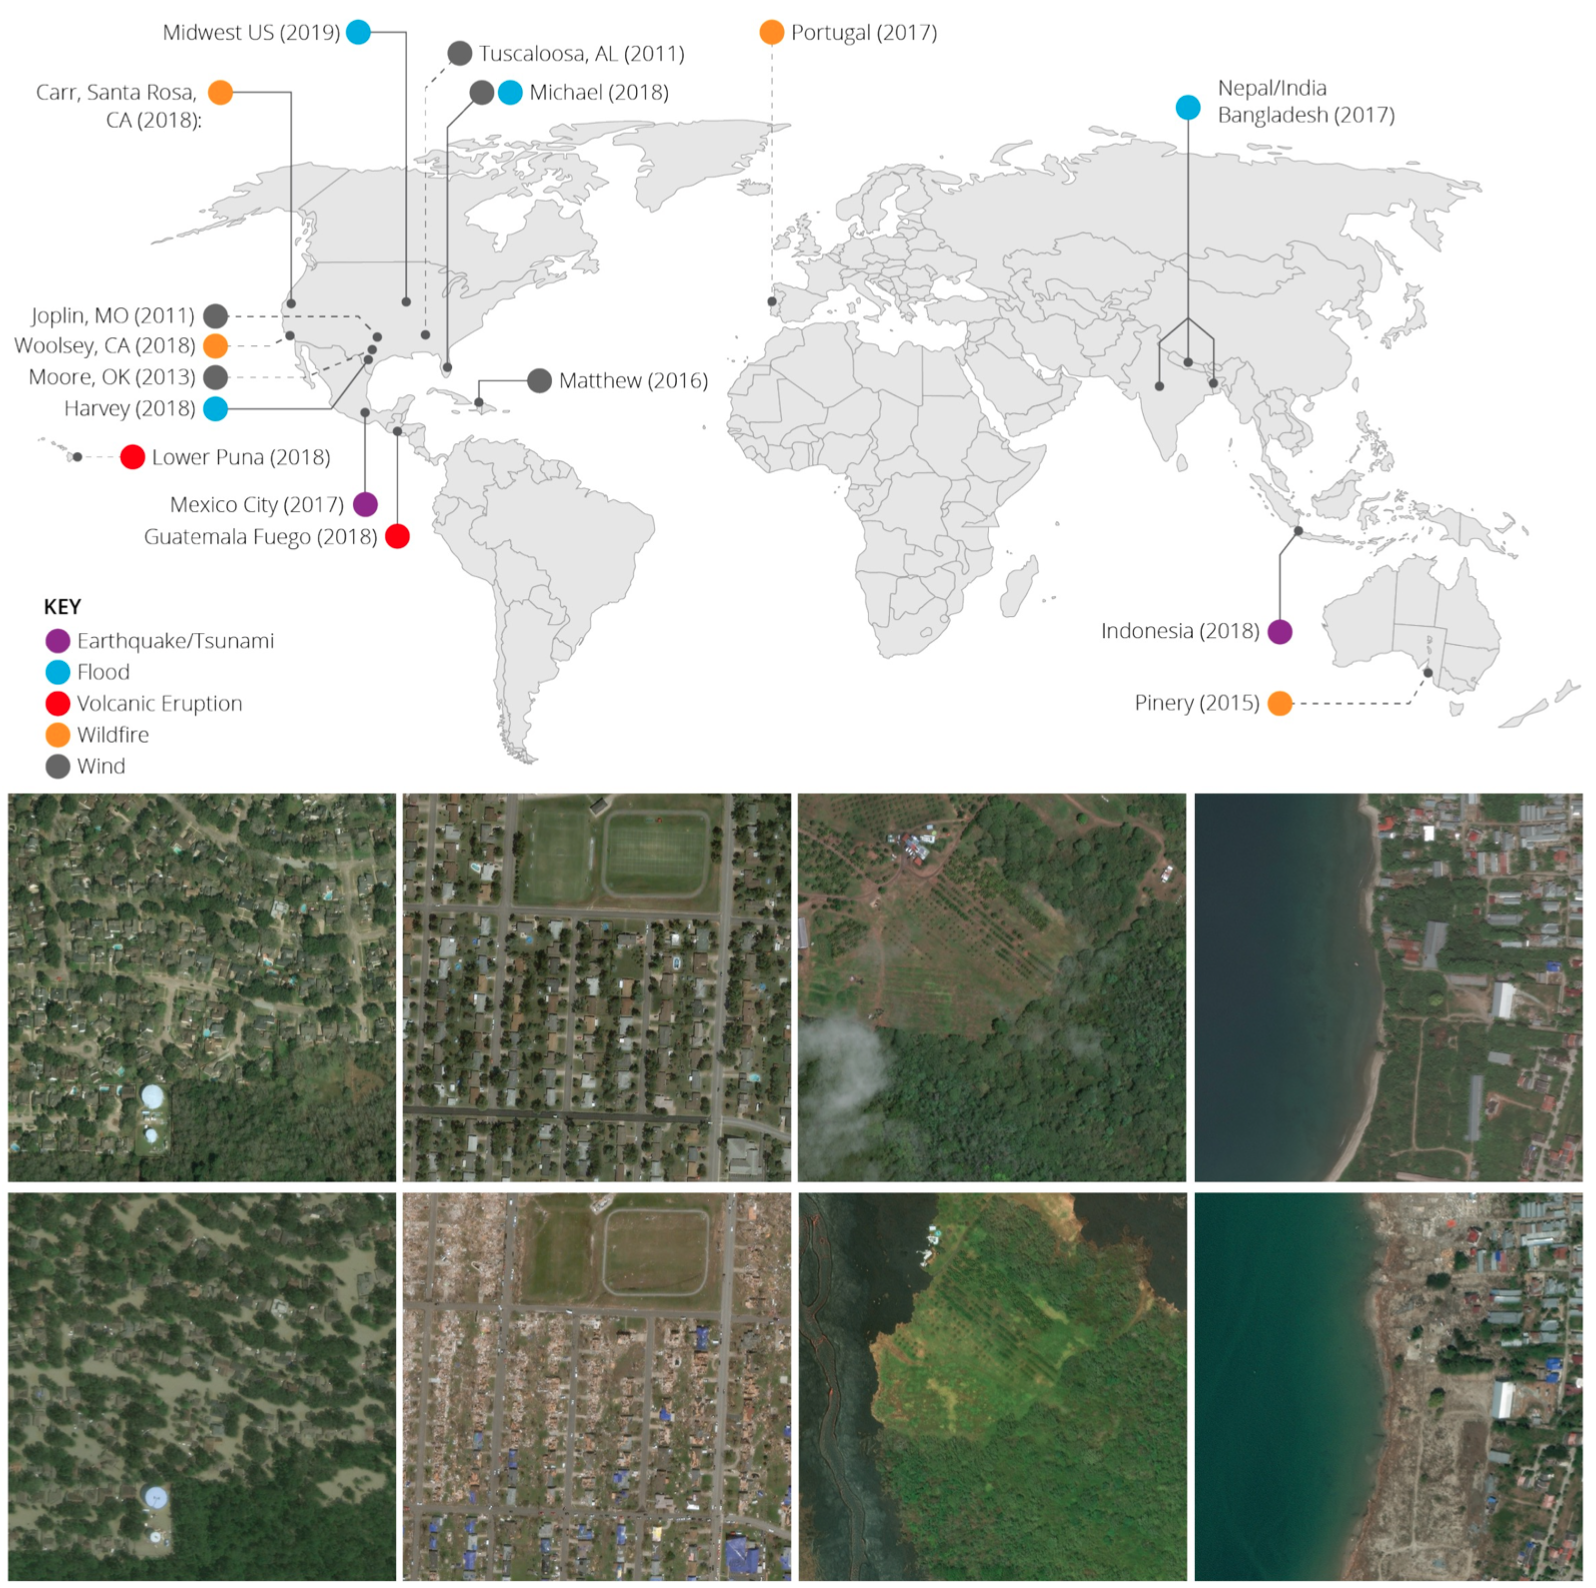 Midwest US (2019)
Tuscaloosa, AL (2011)
Portugal (2017)
Carr, Santa Rosa,
CA (2018):
Michael (2018)
Nepal/India
Bangladesh (2017)
Joplin, MO (2011)
Woolsey, CA (2018)
Moore, OK (2013)
Harvey (2018)
Matthew (2016)
Lower Puna (2018)
Mexico City (2017)
Guatemala Fuego (2018)
KEY
Earthquake/Tsunami
Flood
Volcanic Eruption
Wildfire
Wind
Indonesia (2018)
Pinery (2015)